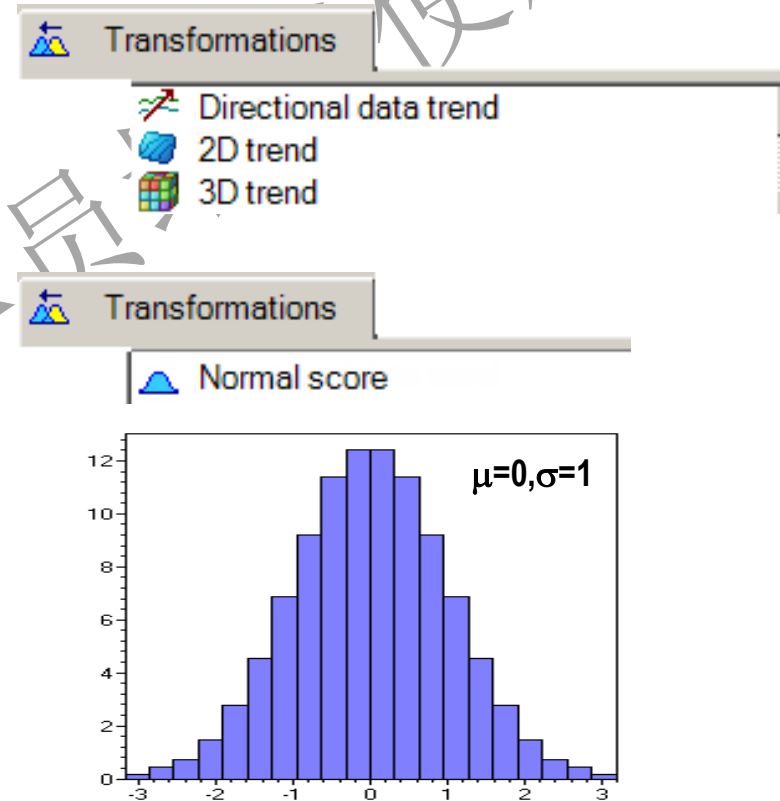 Transformations
Directional data trend
2D trend
3D trend
员
Transformations
Normal score
μ=0,σ=1
12
10
8
6
4
2
0
-3 -2 -1 0 1 2 3